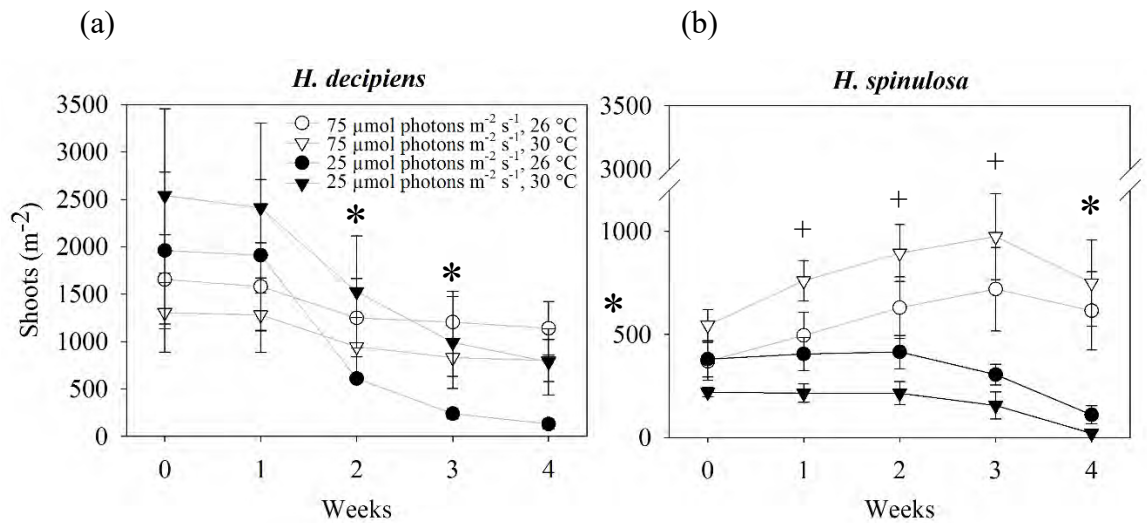 (a)
(b)
H. decipiens
H. spinulosa
3500
3000
2500
2000
1500
1000
500
0
Shoots (m⁻²)
75 µmol photons m⁻² s⁻¹, 26 °C
75 µmol photons m⁻² s⁻¹, 30 °C
25 µmol photons m⁻² s⁻¹, 26 °C
25 µmol photons m⁻² s⁻¹, 30 °C
*
*
0 1 2 3 4
Weeks
3500
3000
1000
500
0
*
+
+
+
*
0 1 2 3 4
Weeks